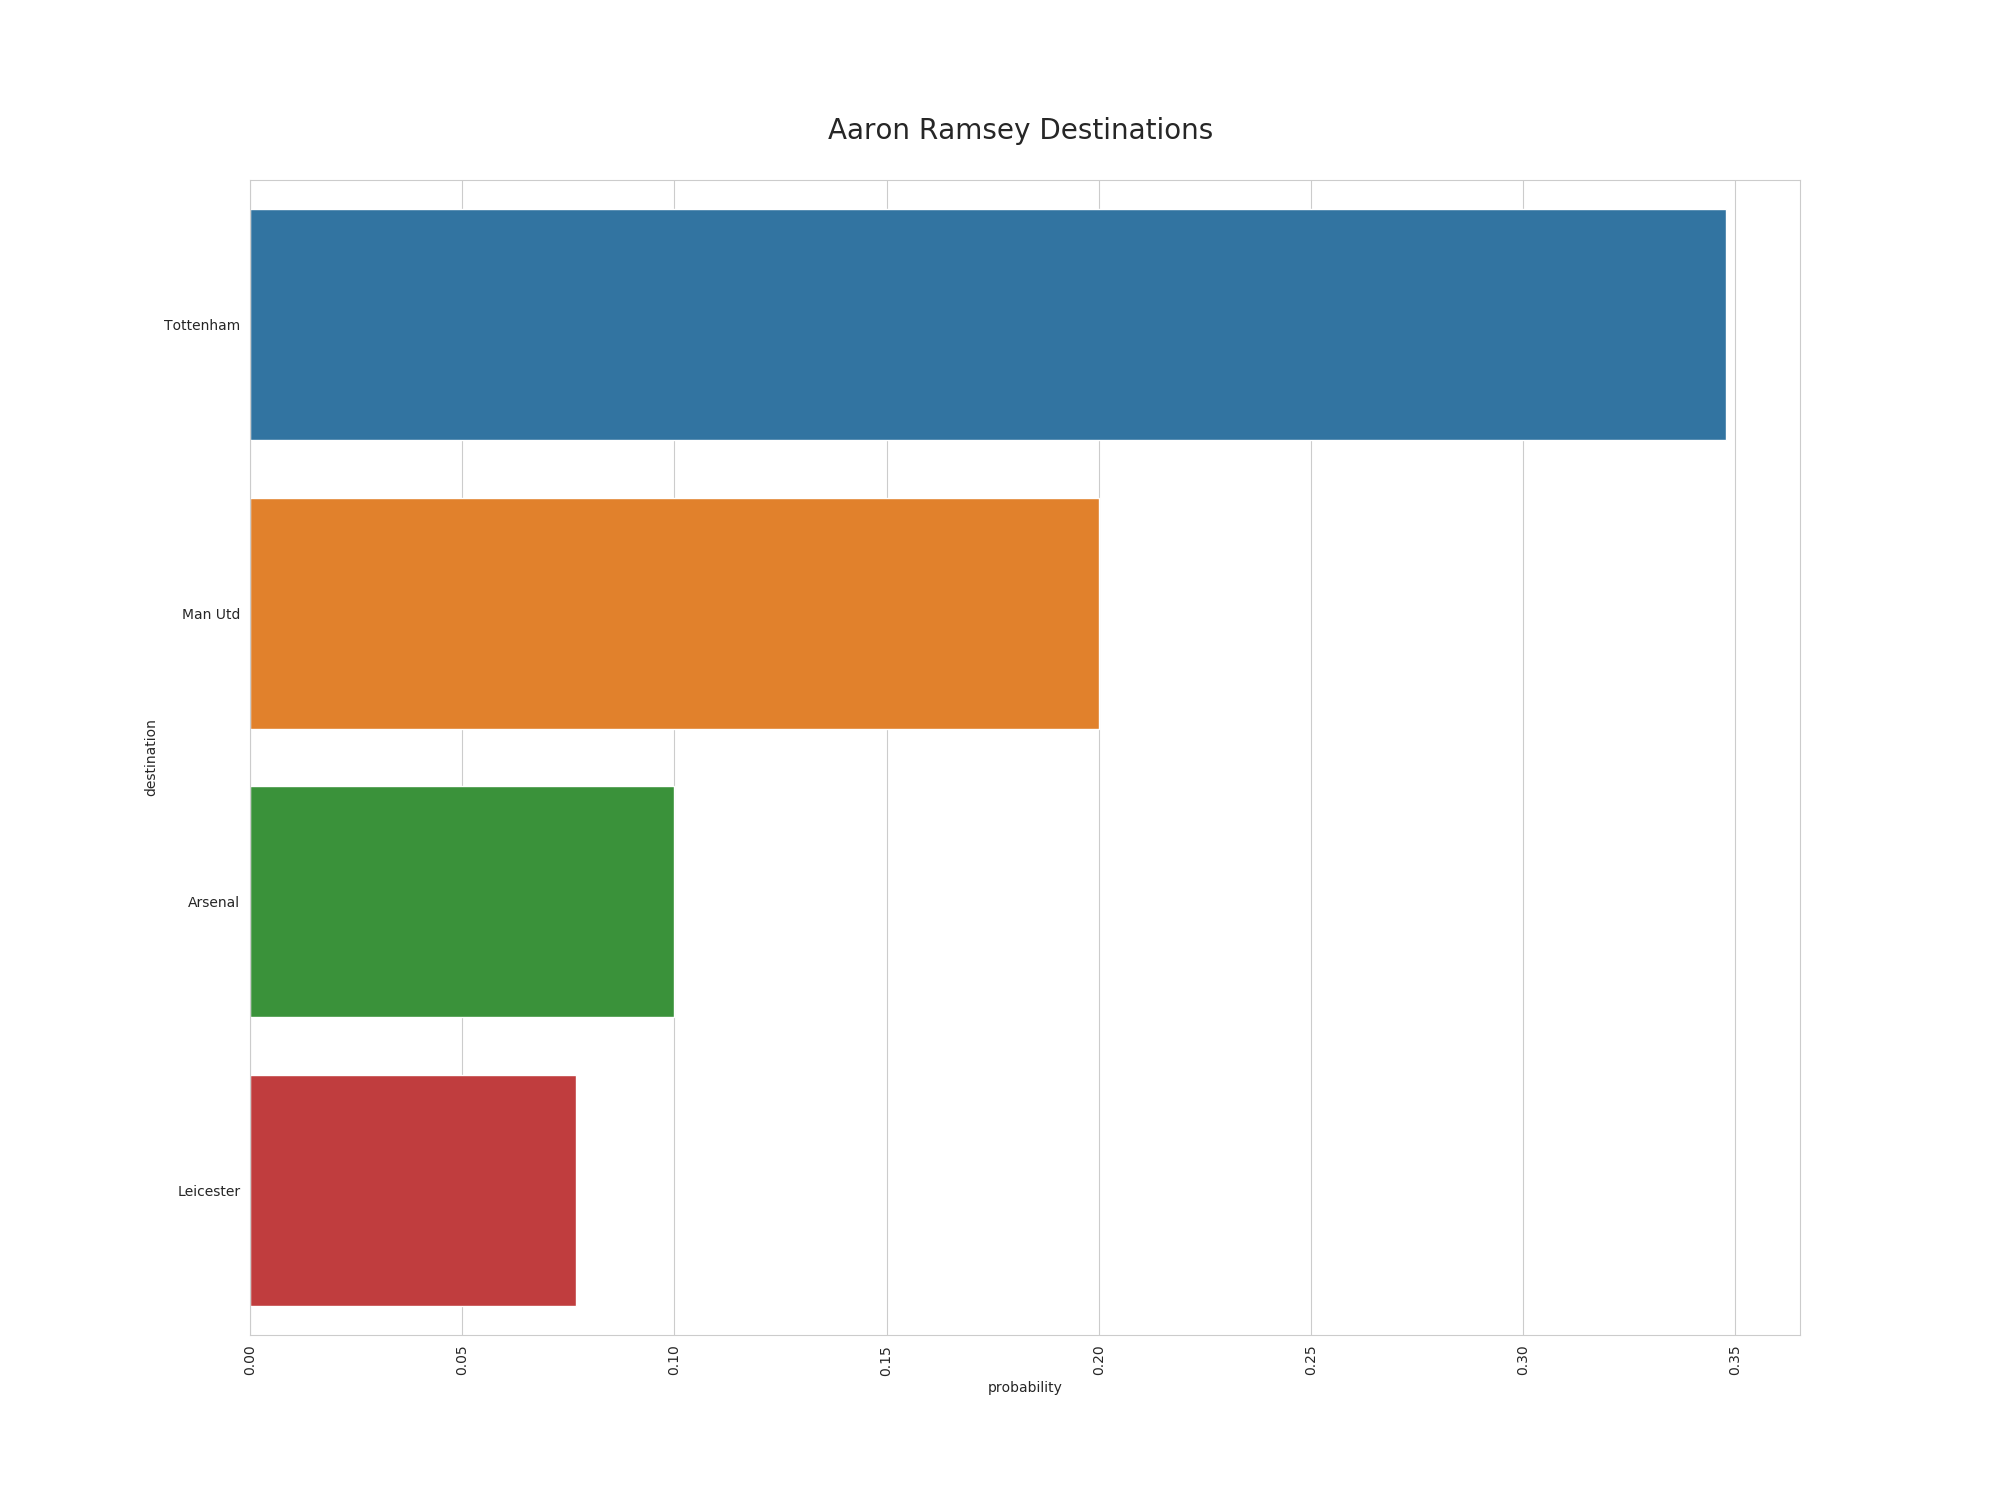 Aaron Ramsey Destinations
Tottenham
Man Utd
Arsenal
Leicester
destination
0.00 0.05 0.10 0.15 0.20 0.25 0.30 0.35
probability